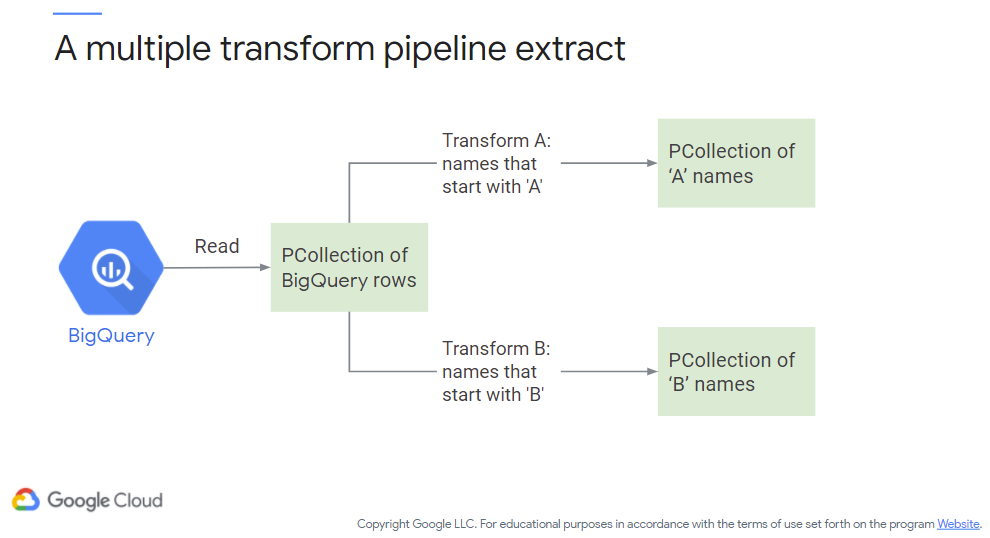 A multiple transform pipeline extract
Transform A:
names that
start with 'A'
PCollection of
‘A’ names
Read
PCollection of
BigQuery rows
BigQuery
Transform B:
names that
start with 'B'
PCollection of
‘B’ names
Google Cloud
Copyright Google LLC. For educational purposes in accordance with the terms of use set forth on the program Website.